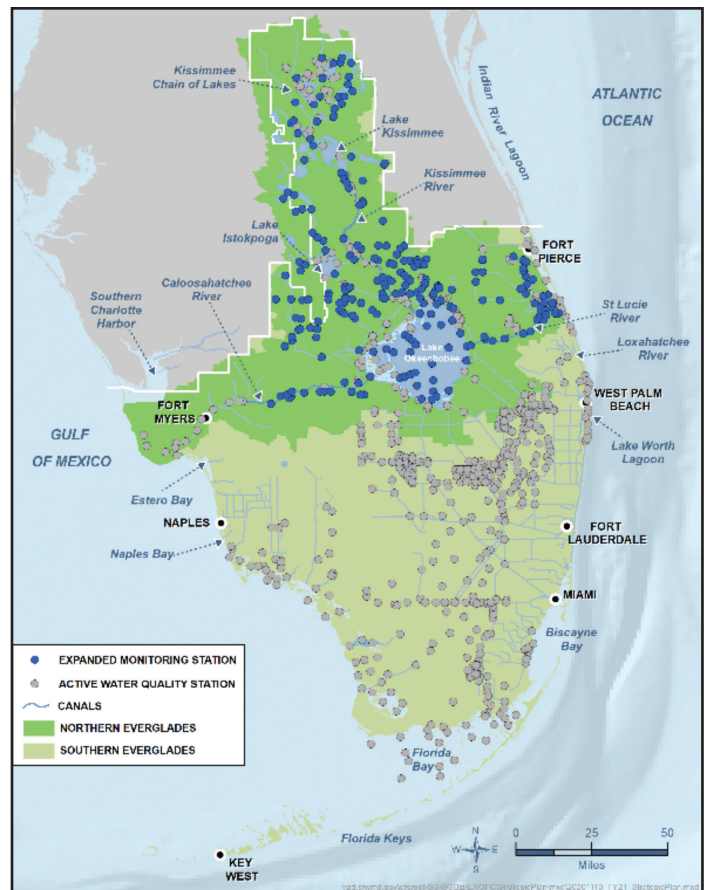 Kissimmee
Chain of Lakes
Indian River Lagoon
ATLANTIC
OCEAN
Lake
Kissimmee
Kissimmee
River
Lake
Istokpoga
FORT
PIERCE
Caloosahatchee
River
Southern
Charlotte
Harbor
St Lucie
River
Loxahatchee
River
Lake
Okeechobee
WEST PALM
BEACH
FORT
MYERS
GULF
OF MEXICO
Lake Worth
Lagoon
Estero Bay
NAPLES
FORT
LAUDERDALE
Naples Bay
MIAMI
Biscayne
Bay
EXPANDED MONITORING STATION
ACTIVE WATER QUALITY STATION
CANALS
NORTHERN EVERGLADES
SOUTHERN EVERGLADES
Florida
Bay
Florida Keys
KEY
WEST
N
W E
S
0 25 50
Miles